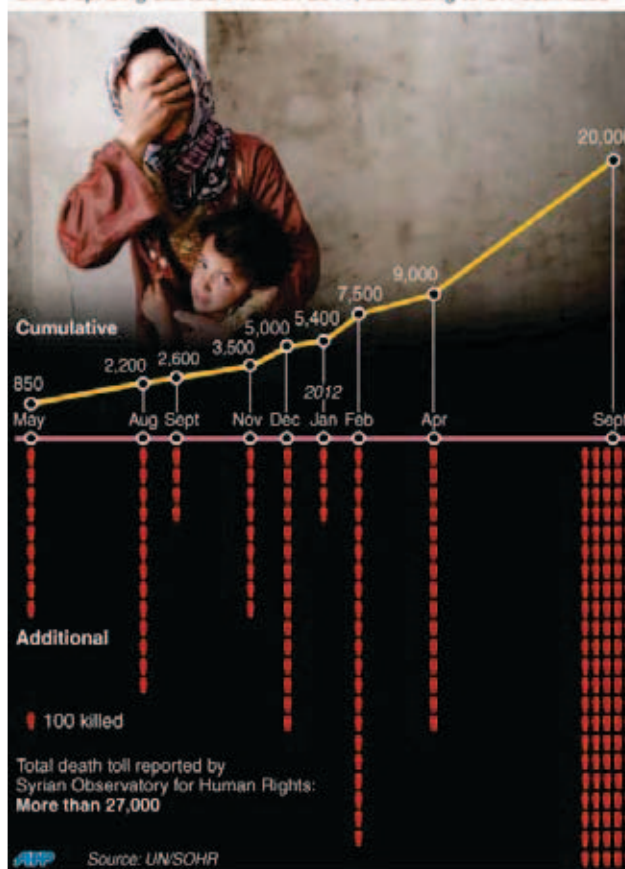 20,000
9,000
7,500
Cumulative
5,000 5,400
3,500
2,200 2,600
850
2012
May Aug Sept Nov Dec Jan Feb Apr Sept
Additional
100 killed
Total death toll reported by
Syrian Observatory for Human Rights:
More than 27,000
AFP Source: UN/SOHR